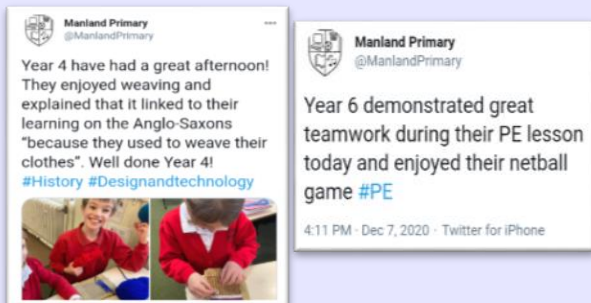 Manland Primary
@ManlandPrimary
Year 4 have had a great afternoon!
They enjoyed weaving and
explained that it linked to their
learning on the Anglo-Saxons
"because they used to weave their
clothes". Well done Year 4!
#History #Designandtechnology
Manland Primary
@ManlandPrimary
Year 6 demonstrated great
teamwork during their PE lesson
today and enjoyed their netball
game #PE
4:11 PM · Dec 7, 2020 · Twitter for iPhone